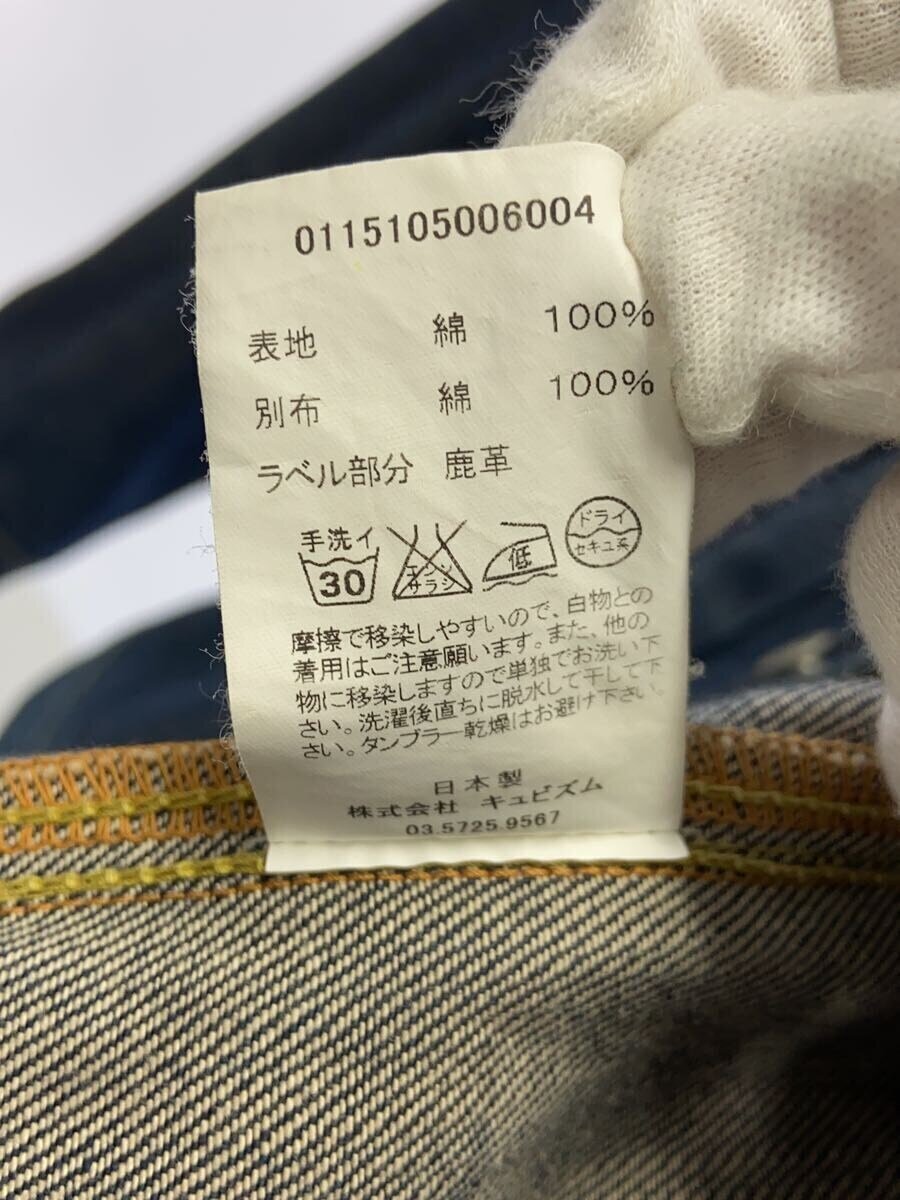 0115105006004
表地 綿 100%
別布 綿 100%
ラベル部分 鹿革
手洗イ
30
エンソ
サラシ
低
ドライ
セキユ系
摩擦で移染しやすいので、白物との
着用はご注意願います。また、他の
物に移染しますので単独でお洗い下
さい。洗濯後直ちに脱水して干して下
さい。タンブラー乾燥はお避け下さい。
日本製
株式会社 キュビズム
03.5725.9567